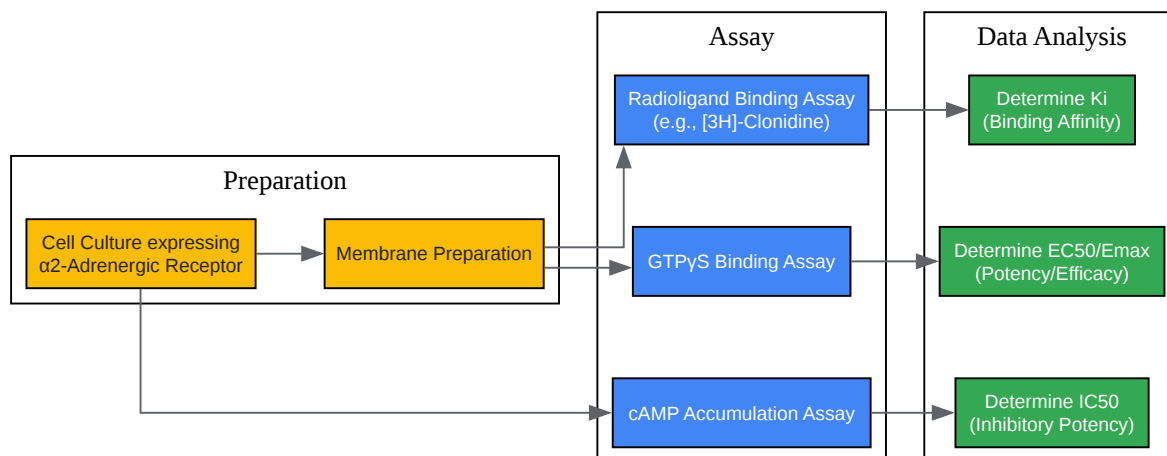 Preparation
Cell Culture expressing
α2-Adrenergic Receptor
Membrane Preparation
Assay
Radioligand Binding Assay
(e.g., [3H]-Clonidine)
GTPγS Binding Assay
cAMP Accumulation Assay
Data Analysis
Determine Ki
(Binding Affinity)
Determine EC50/Emax
(Potency/Efficacy)
Determine IC50
(Inhibitory Potency)